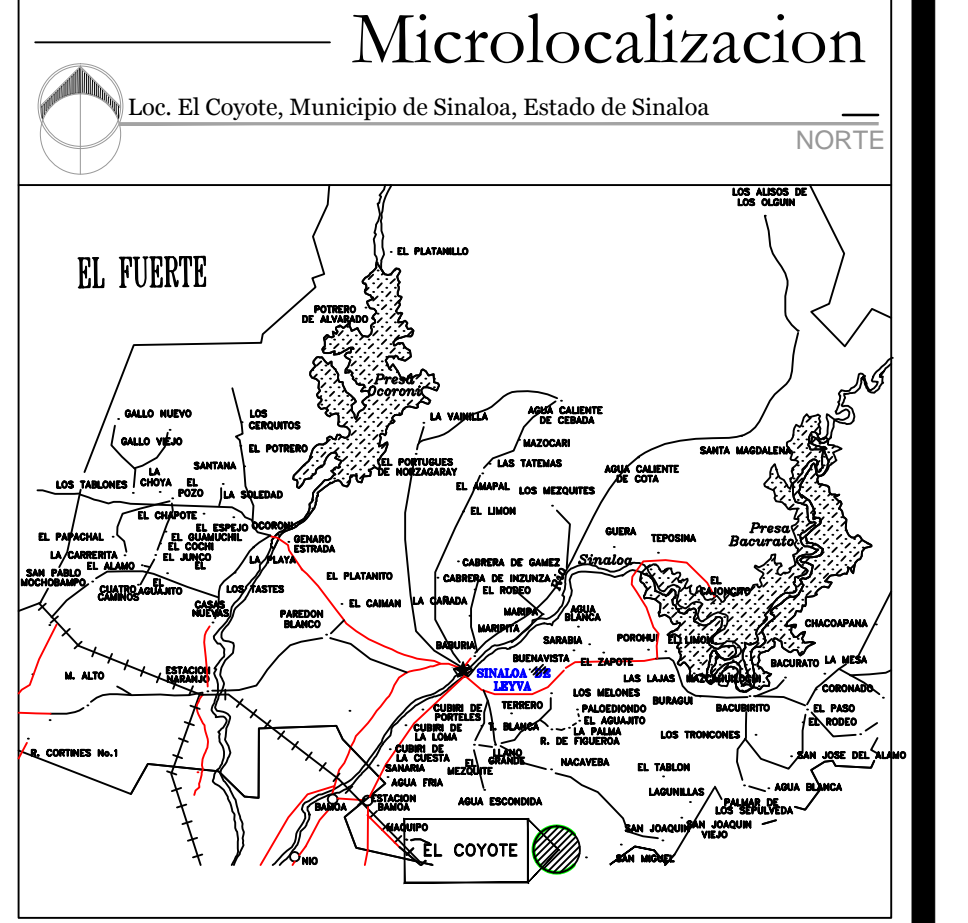 Microlocalizacion
Loc. El Coyote, Municipio de Sinaloa, Estado de Sinaloa
NORTE
LOS ALISOS DE
LOS OLGUIN
EL PLATANILLO
EL FUERTE
POTRERO
DE ALVARADO
Presa
Ocoroni
GALLO NUEVO
LOS
CERQUITOS
LA VAINILLA
AGUA CALIENTE
DE CEBADA
GALLO VIEJO
EL POTRERO
MAZOCARI
SANTA MAGDALENA
EL PORTUGUES
DE NORZAGARAY
LAS TATEMAS
AGUA CALIENTE
DE COTA
SANTANA
LA
CHOYA
LOS TABLONES
EL
POZO
LA SOLEDAD
EL AMAPAL
LOS MEZQUITES
EL CHAPOTE
EL LIMON
EL ESPEJO
OCORONI
EL PAPACHAL
EL GUAMUCHIL
EL COCHI
GENARO
ESTRADA
GUERA
TEPOSINA
Presa
Bacurato
LA CARRERITA
EL JUNCO
EL ALAMO
EL
LA PLAYA
CABRERA DE GAMEZ
Sinaloa
RIO
SAN PABLO
MOCHOBAMPO
EL PLATANITO
CABRERA DE INZUNZA
EL RODEO
EL
CAJONCITO
CUATRO
CAMINOS
EL
AGUAJITO
LOS TASTES
CASAS
NUEVAS
EL CAIMAN
LA CAÑADA
MARIPA
AGUA
BLANCA
PAREDON
BLANCO
MARIPITA
CHACOAPANA
BABURIA
SARABIA
POROHUI
EL LIMON
BUENAVISTA
EL ZAPOTE
BACURATO
LA MESA
M. ALTO
ESTACION
NARANJO
SINALOA DE
LEYVA
LAS LAJAS
CORONADO
LOS MELONES
BURAGUI
BACUBIRITO
CUBIRI DE
PORTELES
TERRERO
PALOEDIONDO
EL PASO
EL AGUAJITO
EL RODEO
CUBIRI DE
LA LOMA
T. BLANCA
LA PALMA
R. DE FIGUEROA
LOS TRONCONES
R. CORTINES No.1
CUBIRI DE
LA CUESTA
LLANO
GRANDE
SAN JOSE DEL ALAMO
SANARIA
EL
MEZQUITE
NACAVEBA
EL TABLON
AGUA FRIA
AGUA BLANCA
LAGUNILLAS
BAMOA
ESTACION
BAMOA
AGUA ESCONDIDA
PALMAR DE
LOS SEPULVEDA
MAQUIPO
SAN JOAQUIN
SAN JOAQUIN
VIEJO
EL COYOTE
NIO
SAN MIGUEL